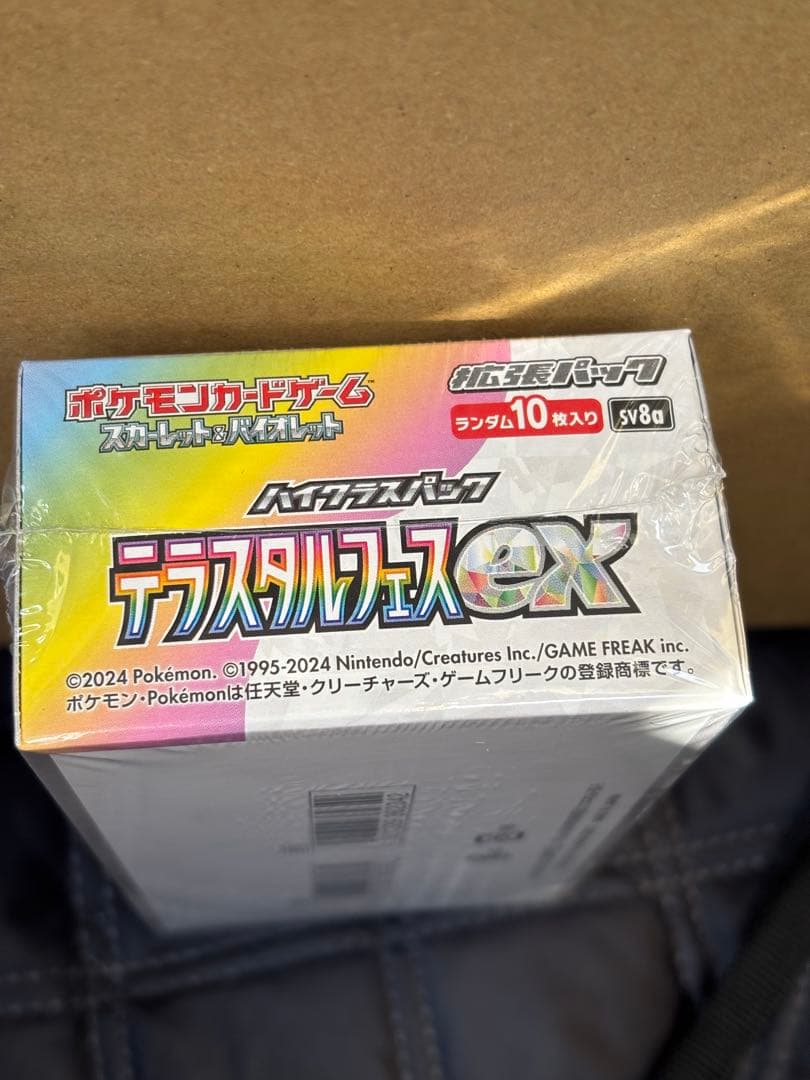 ポケモンカードゲーム™
スカーレット&バイオレット
拡張パック
ランダム10枚入り
SV8a
ハイクラスパック
テラスタルフェスex
©2024 Pokémon. ©1995-2024 Nintendo/Creatures Inc./GAME FREAK inc.
ポケモン・Pokémonは任天堂・クリーチャーズ・ゲームフリークの登録商標です。